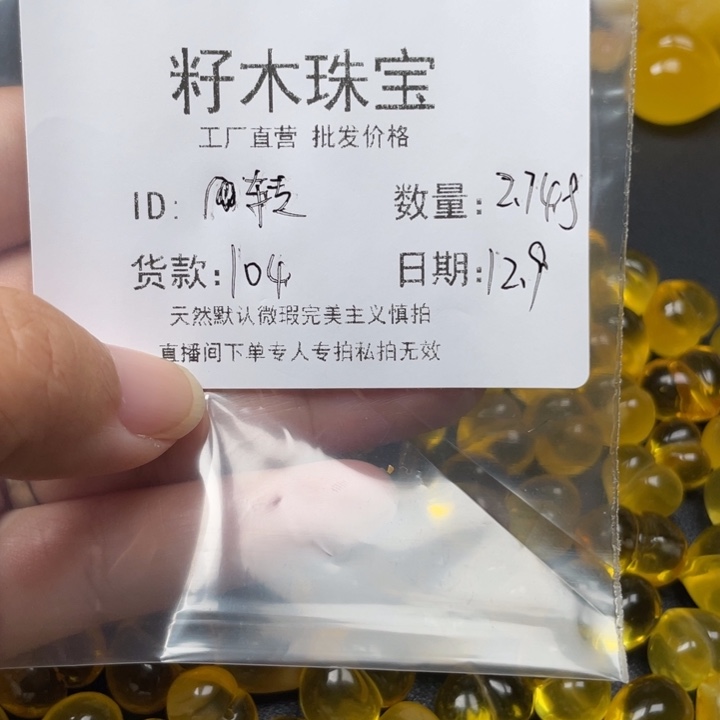 籽木珠宝
工厂直营 批发价格
ID: 转 数量: 2.74g
货款: 104 日期: 12.9
天然默认微瑕完美主义慎拍
直播间下单专人专拍私拍无效